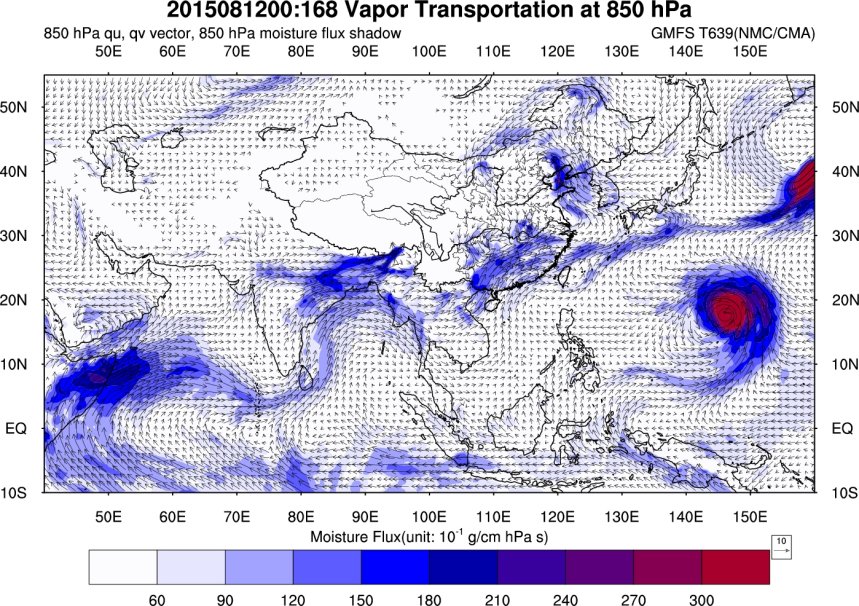 2015081200:168 Vapor Transportation at 850 hPa
850 hPa qu, qv vector, 850 hPa moisture flux shadow GMFS T639(NMC/CMA)
50E 60E 70E 80E 90E 100E 110E 120E 130E 140E 150E
50N 50N
40N 40N
30N 30N
20N 20N
10N 10N
EQ EQ
10S 10S
50E 60E 70E 80E 90E 100E 110E 120E 130E 140E 150E
Moisture Flux(unit: 10⁻¹ g/cm hPa s) 10
60 90 120 150 180 210 240 270 300